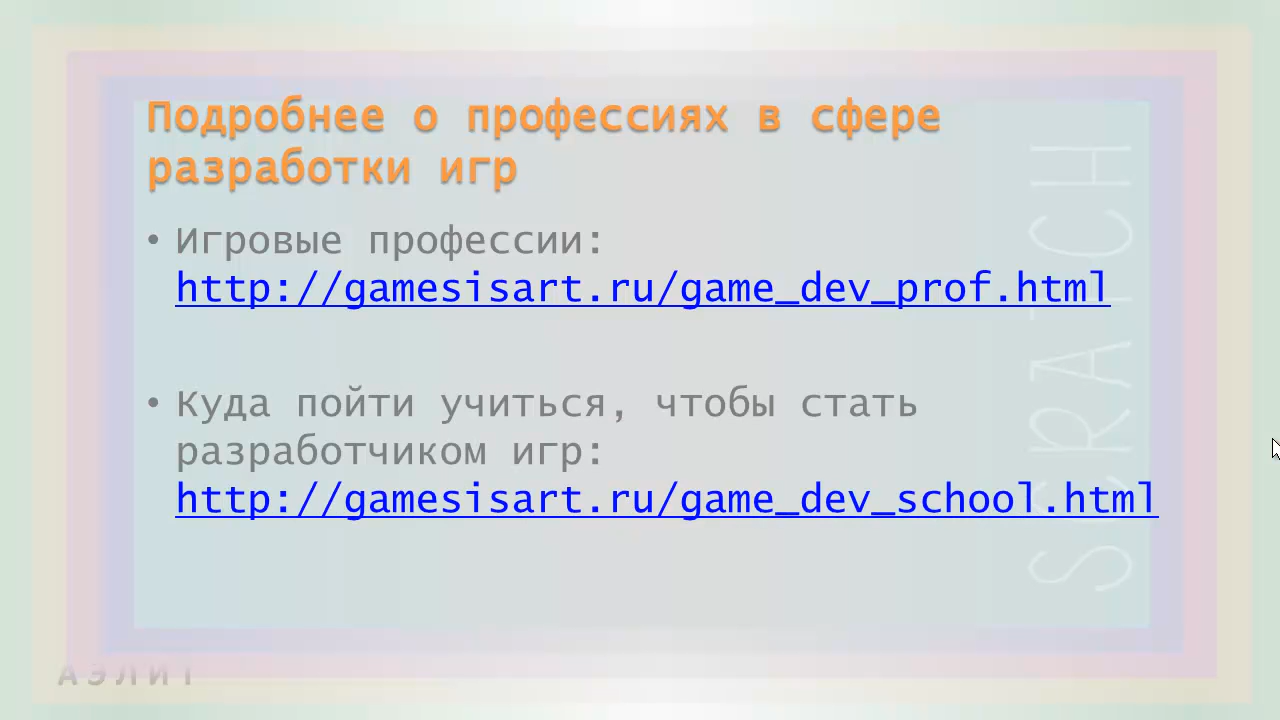 Подробнее о профессиях в сфере
разработки игр
• Игровые профессии:
http://gamesisart.ru/game_dev_prof.html
• Куда пойти учиться, чтобы стать
разработчиком игр:
http://gamesisart.ru/game_dev_school.html
SCRATCH
АЭЛИТ